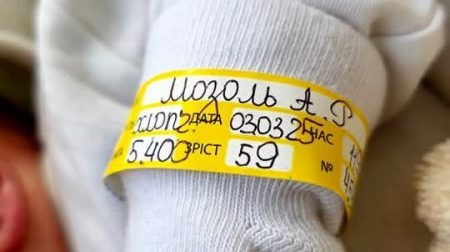 Мозоль А. Р
хлоп ДАТА 030325 ЧАС
5.400 ЗРІСТ 59 №